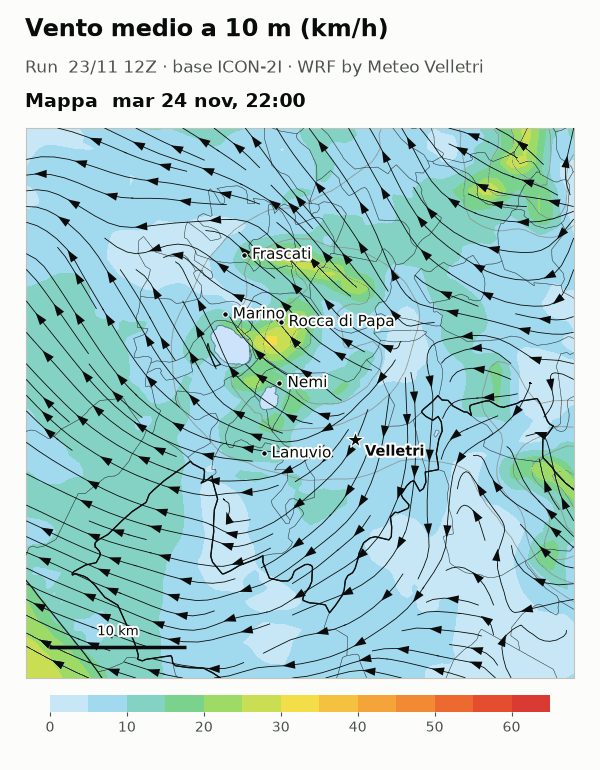 Vento medio a 10 m (km/h)
Run  23/11 12Z · base ICON-2I · WRF by Meteo Velletri
Mappa  mar 24 nov, 22:00
Frascati
Marino
Rocca di Papa
Nemi
Velletri
Lanuvio
10 km
0 10 20 30 40 50 60